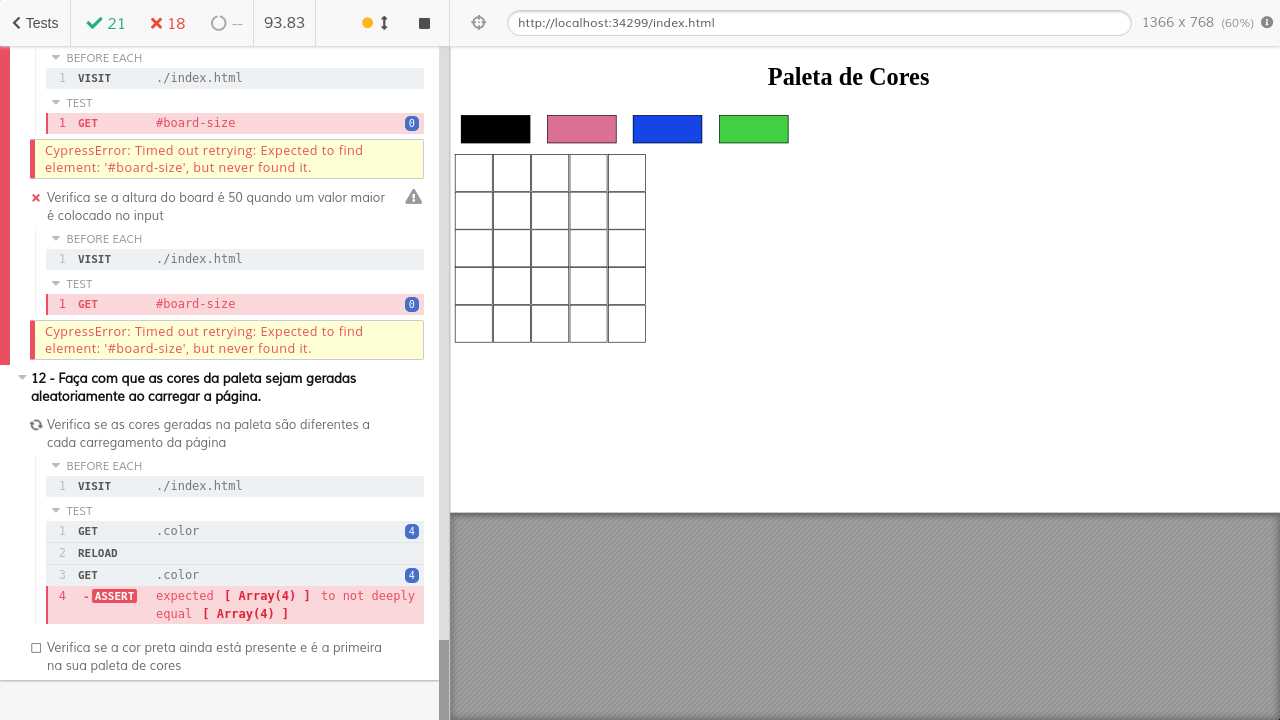 Tests 21 18 -- 93.83
http://localhost:34299/index.html 1366 x 768 (60%)
BEFORE EACH
1 VISIT ./index.html
TEST
1 GET #board-size 0
CypressError: Timed out retrying: Expected to find
element: '#board-size', but never found it.
Verifica se a altura do board é 50 quando um valor maior
é colocado no input
BEFORE EACH
1 VISIT ./index.html
TEST
1 GET #board-size 0
CypressError: Timed out retrying: Expected to find
element: '#board-size', but never found it.
12 - Faça com que as cores da paleta sejam geradas
aleatoriamente ao carregar a página.
Verifica se as cores geradas na paleta são diferentes a
cada carregamento da página
BEFORE EACH
1 VISIT ./index.html
TEST
1 GET .color 4
2 RELOAD
3 GET .color 4
4 -ASSERT expected [ Array(4) ] to not deeply
equal [ Array(4) ]
Verifica se a cor preta ainda está presente e é a primeira
na sua paleta de cores
Paleta de Cores